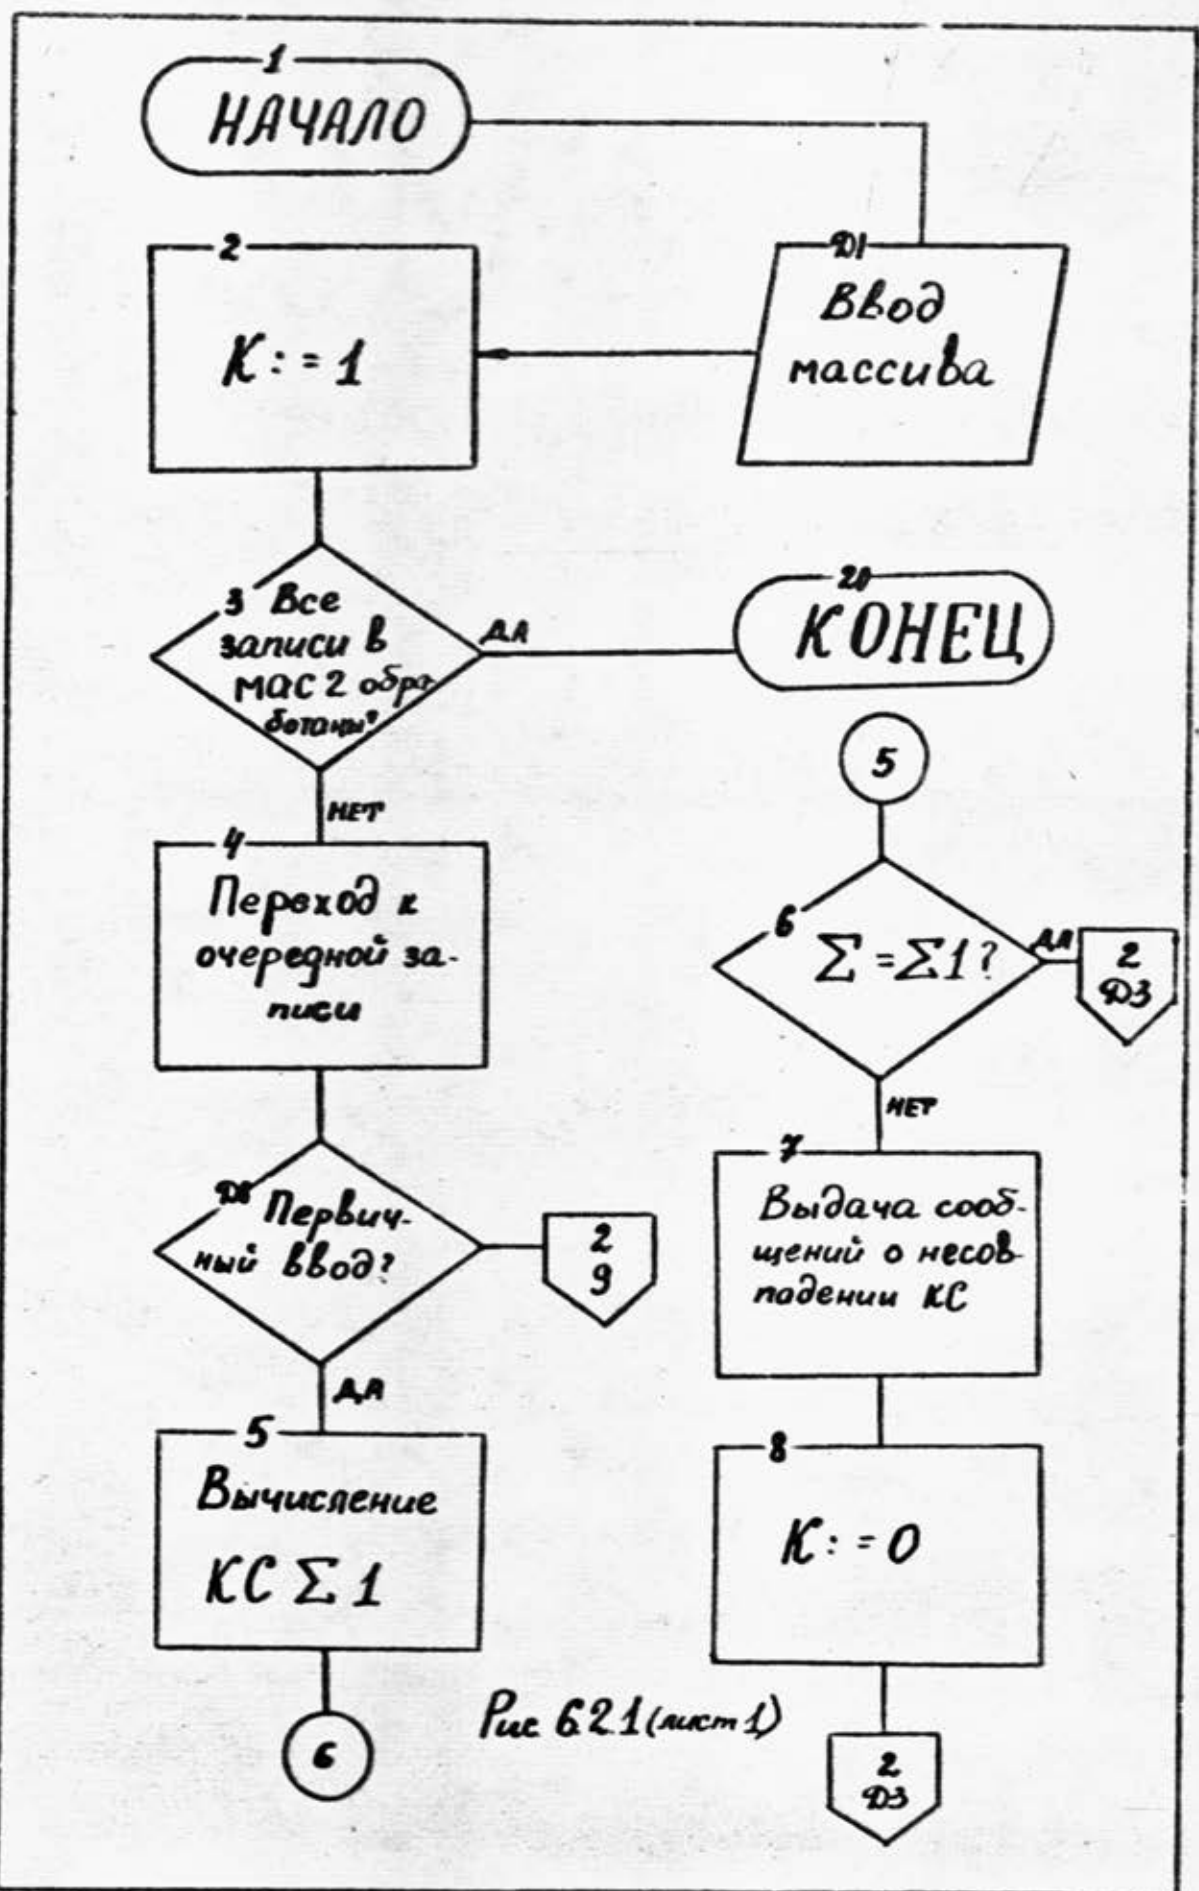 1
НАЧАЛО
Д1
Ввод
массива
2
К := 1
3 Все
записи в
мас 2 обра-
ботаны?
ДА
20
КОНЕЦ
НЕТ
4
Переход к
очередной за-
писи
Первич-
ный ввод?
2
9
ДА
5
Вычисление
КС Σ 1
6
5
6
Σ = Σ1?
ДА
2
Д3
НЕТ
7
Выдача сооб-
щений о несов-
падении КС
8
К := 0
2
Д3
Рис 6.2.1 (лист 1)